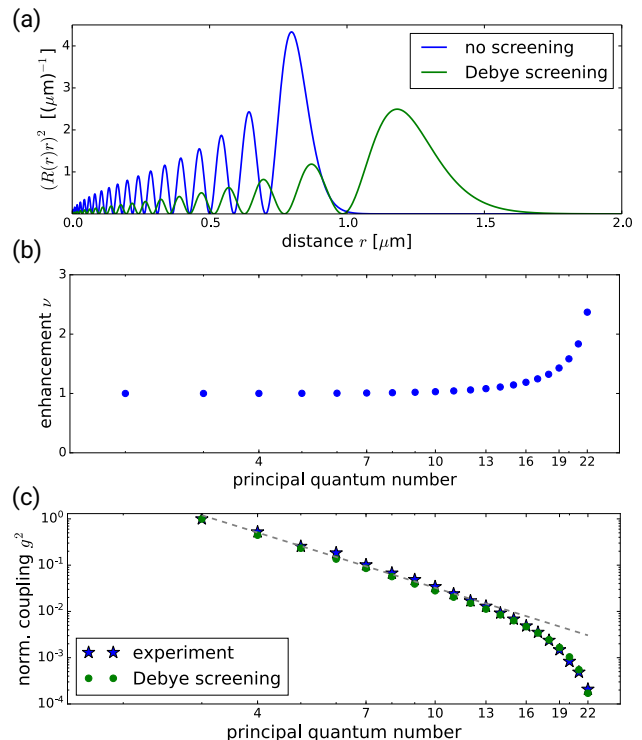 (a)
4
3
2
1
(R(r)r)² [(μm)⁻¹]
no screening
Debye screening
0.0 0.5 1.0 1.5 2.0
distance r [μm]
(b)
3
2
1
0
enhancement ν
4 7 10 13 16 19 22
principal quantum number
(c)
10⁰
10⁻¹
10⁻²
10⁻³
10⁻⁴
norm. coupling g²
experiment
Debye screening
4 7 10 13 16 19 22
principal quantum number